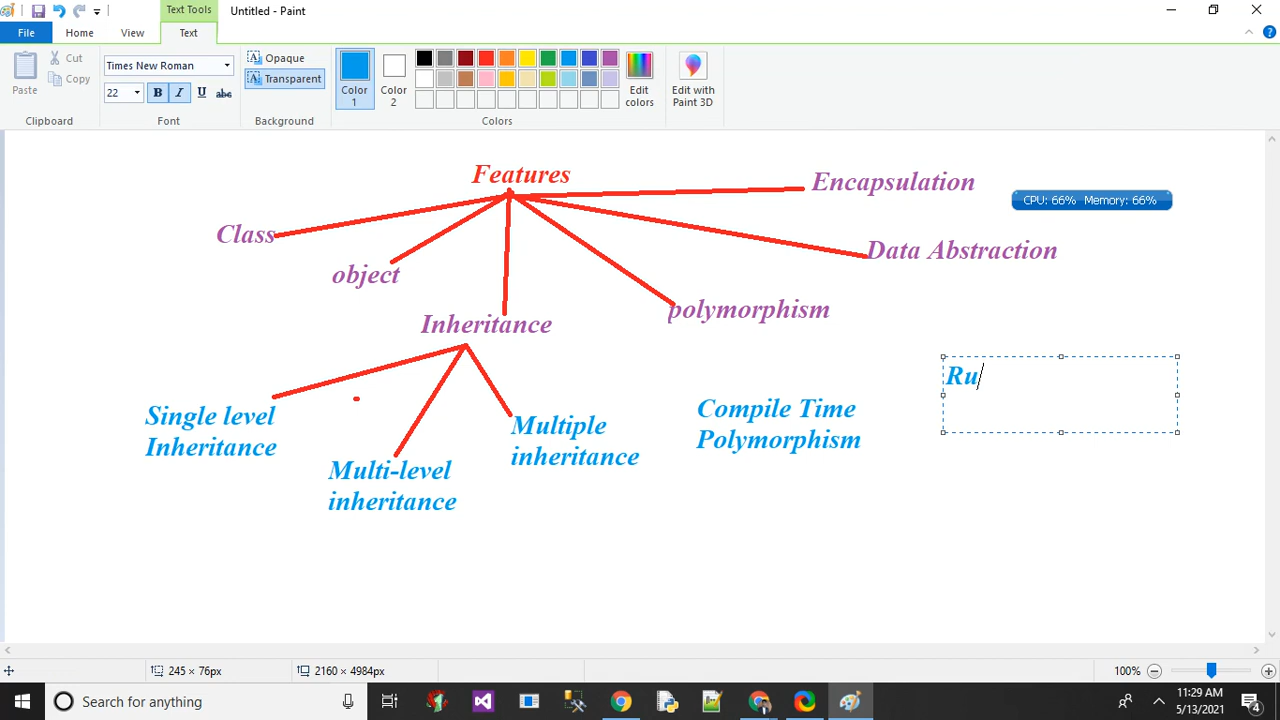 Text Tools
Untitled - Paint
File
Home
View
Text
Paste
Cut
Copy
Clipboard
Times New Roman
22
B
I
U
abc
Font
Opaque
Transparent
Background
Color
1
Color
2
Edit
colors
Colors
Edit with
Paint 3D
Features
Encapsulation
CPU: 66% Memory: 66%
Class
Data Abstraction
object
polymorphism
Inheritance
Ru
Single level
Inheritance
Multi-level
inheritance
Multiple
inheritance
Compile Time
Polymorphism
245 × 76px
2160 × 4984px
100%
Search for anything
11:29 AM
5/13/2021
4